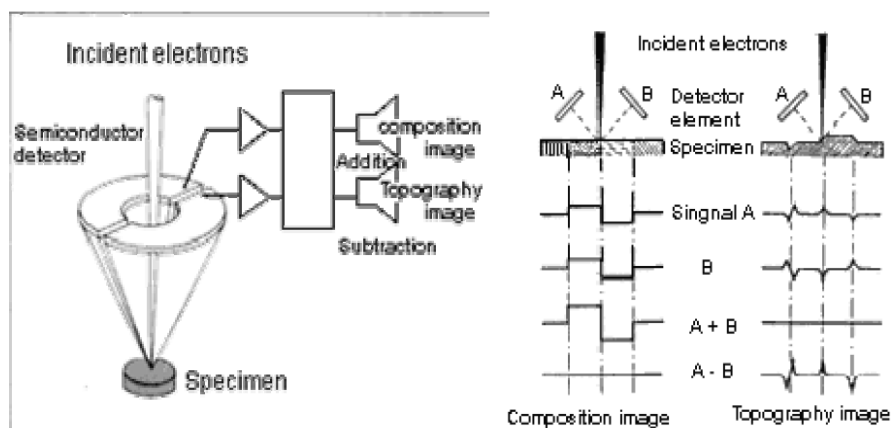 Incident electrons
Semiconductor
detector
composition
image
Addition
Topography
image
Subtraction
Specimen
Incident electrons
A
B
Detector
element
A
B
Specimen
Singnal A
B
A + B
A - B
Composition image
Topography image